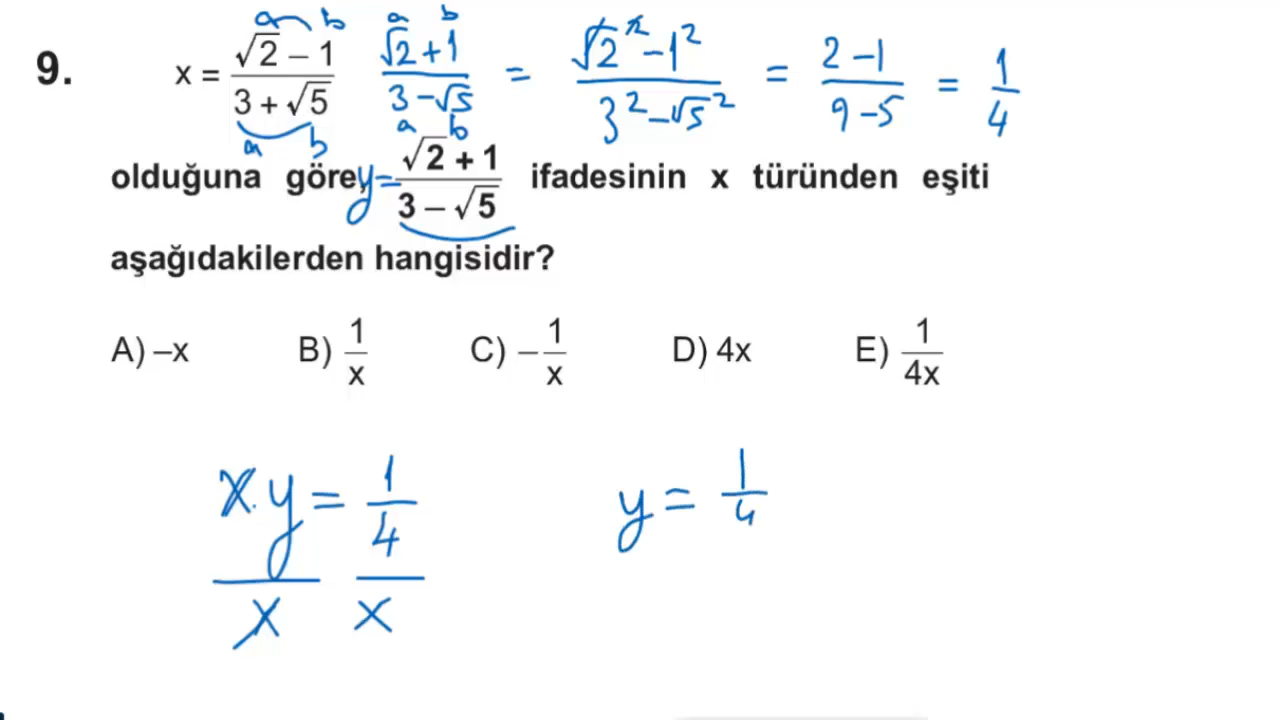 a b a b
9. x = (√2 – 1)/(3 + √5) (√2+1)/(3–√5) = (√2² – 1²)/(3² – √5²) = (2 – 1)/(9 – 5) = 1/4
a b a b
olduğuna göre, y= (√2 + 1)/(3 – √5) ifadesinin x türünden eşiti
aşağıdakilerden hangisidir?
A) –x B) 1/x C) – 1/x D) 4x E) 1/4x
x.y/x = 1/4/x y = 1/4